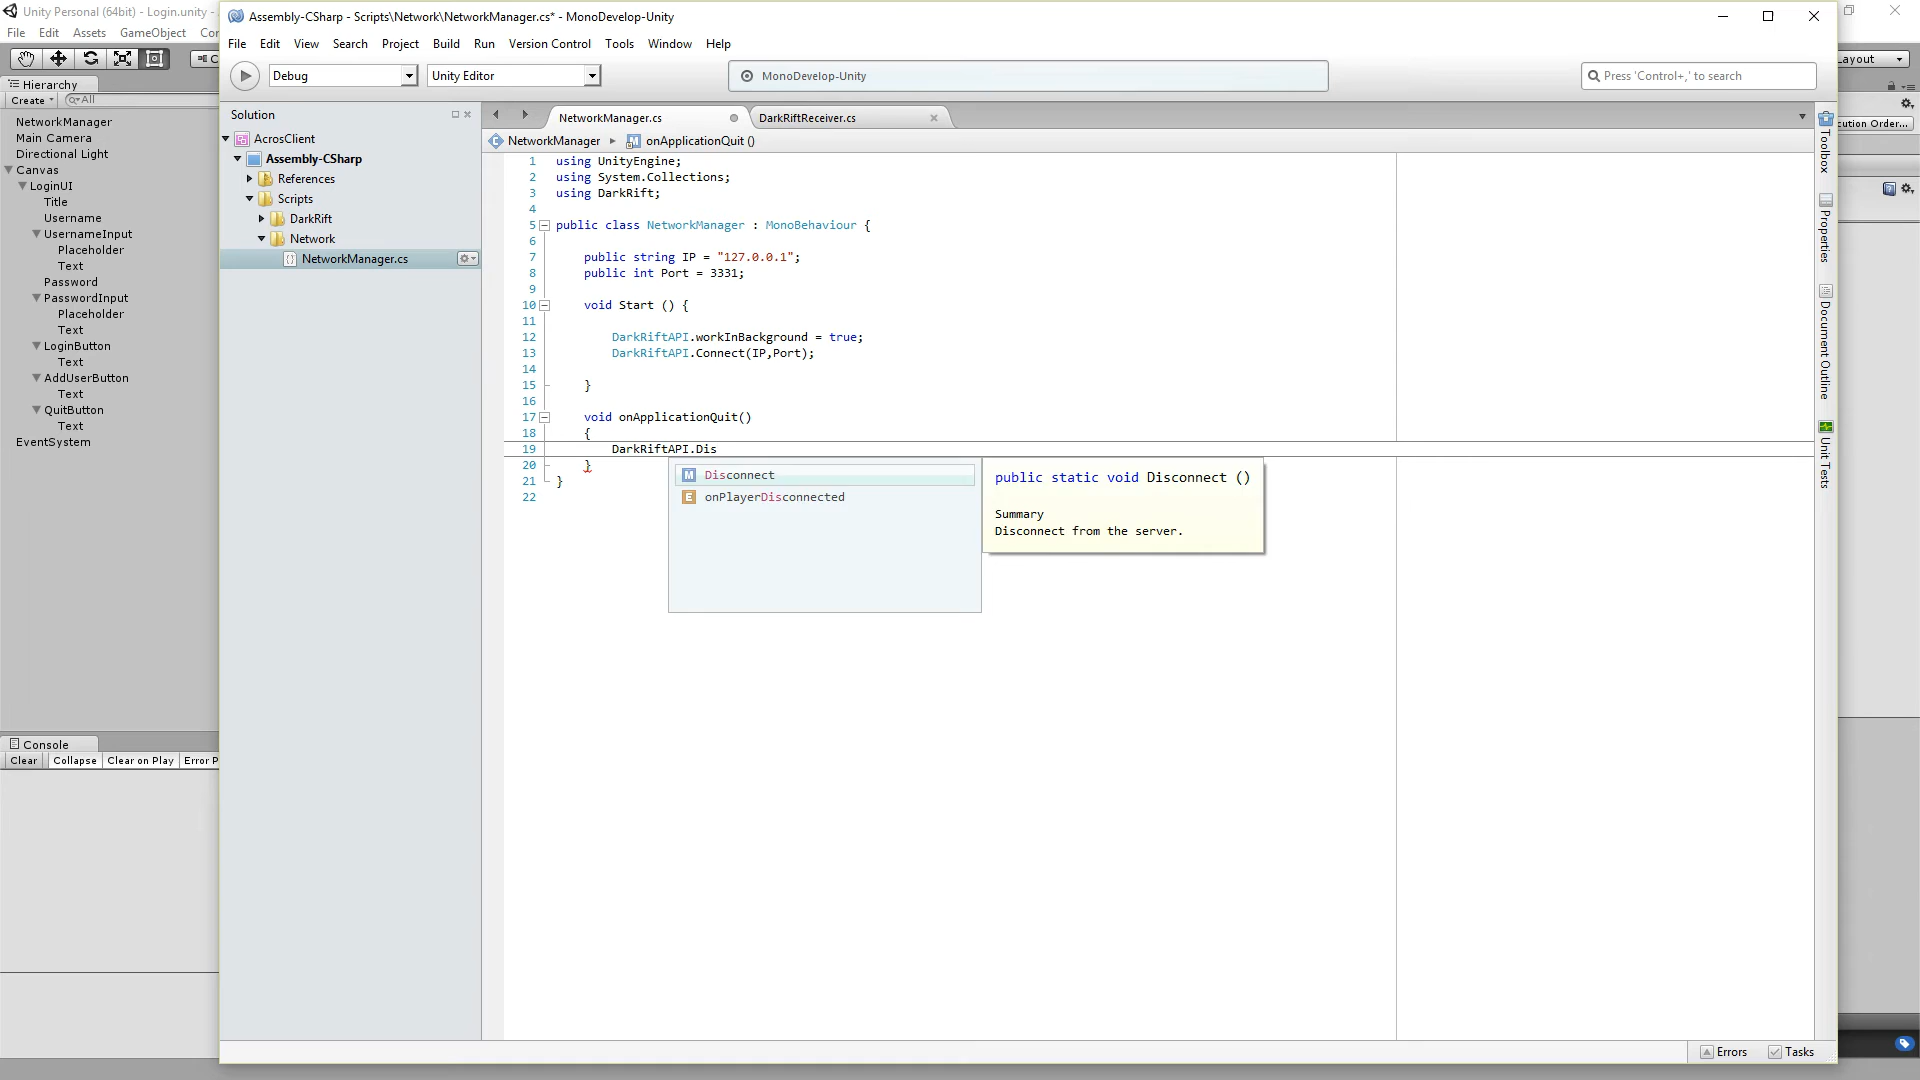 Unity Personal (64bit) - Login.unity -
File Edit Assets GameObject Co
Hierarchy
Create All
NetworkManager
Main Camera
Directional Light
Canvas
LoginUI
Title
Username
UsernameInput
Placeholder
Text
Password
PasswordInput
Placeholder
Text
LoginButton
Text
AddUserButton
Text
QuitButton
Text
EventSystem
Console
Clear Collapse Clear on Play Error P
Assembly-CSharp - Scripts\Network\NetworkManager.cs* - MonoDevelop-Unity
File Edit View Search Project Build Run Version Control Tools Window Help
Debug Unity Editor MonoDevelop-Unity Press 'Control+,' to search
Solution
AcrosClient
Assembly-CSharp
References
Scripts
DarkRift
Network
NetworkManager.cs
NetworkManager.cs DarkRiftReceiver.cs
NetworkManager onApplicationQuit ()
1 using UnityEngine;
2 using System.Collections;
3 using DarkRift;
4
5 public class NetworkManager : MonoBehaviour {
6
7 public string IP = "127.0.0.1";
8 public int Port = 3331;
9
10 void Start () {
11
12 DarkRiftAPI.workInBackground = true;
13 DarkRiftAPI.Connect(IP,Port);
14
15 }
16
17 void onApplicationQuit()
18 {
19 DarkRiftAPI.Dis
20 }
21 }
22
Disconnect
onPlayerDisconnected
public static void Disconnect ()
Summary
Disconnect from the server.
Toolbox
Properties
Document Outline
Unit Tests
Errors Tasks
ayout
cution Order...